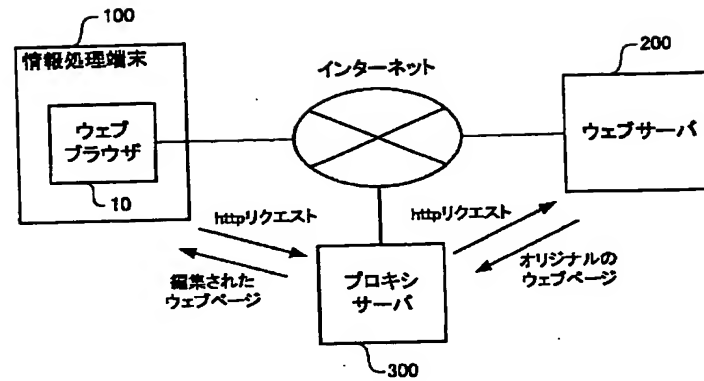 100
情報処理端末
ウェブ
ブラウザ
10
インターネット
200
ウェブサーバ
httpリクエスト
編集された
ウェブページ
プロキシ
サーバ
300
httpリクエスト
オリジナルの
ウェブページ